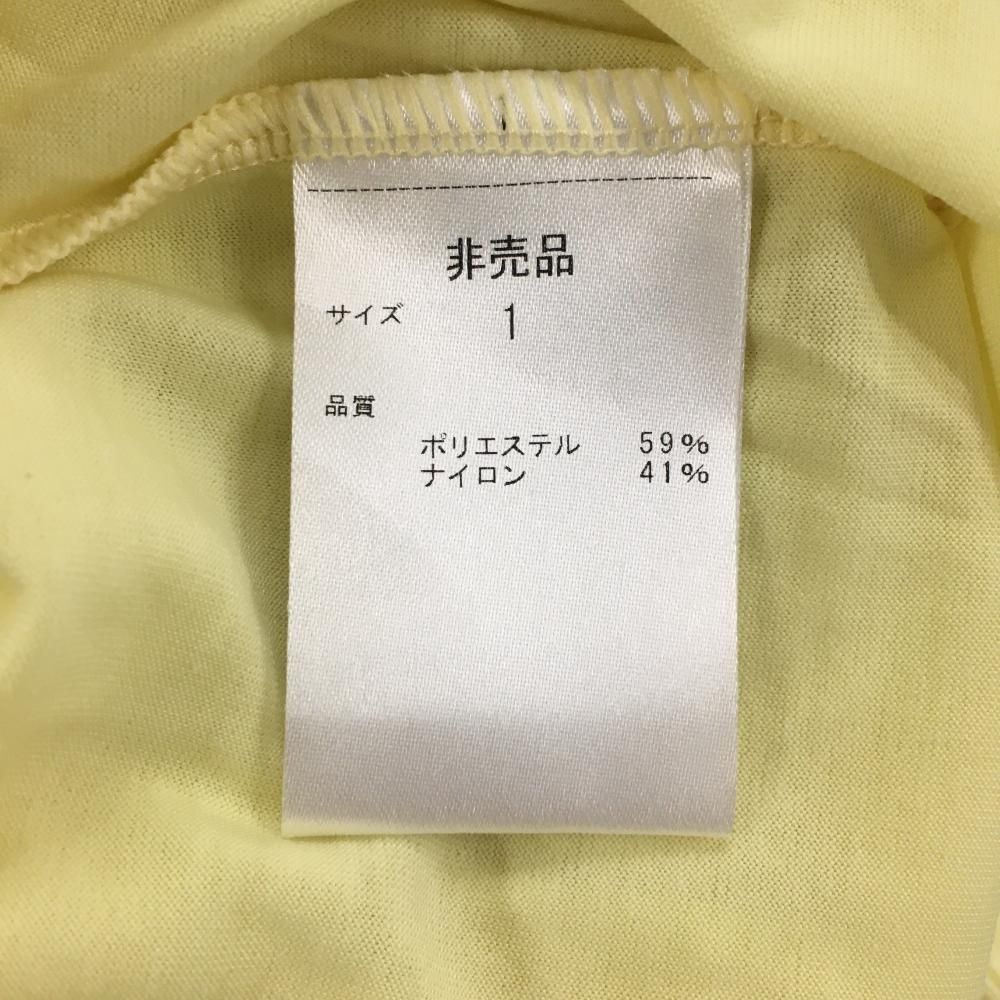 非売品
サイズ 1
品質
ポリエステル 59%
ナイロン 41%